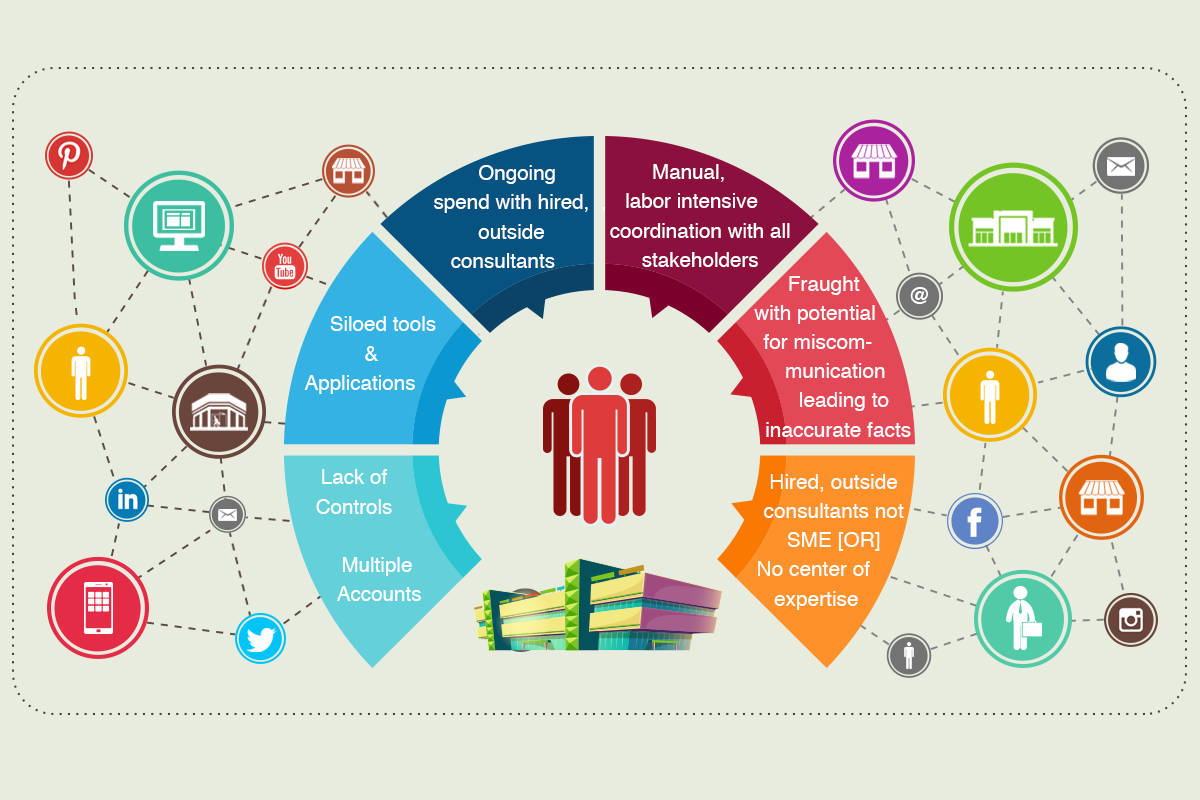 Ongoing
spend with hired,
outside
consultants
Manual,
labor intensive
coordination with all
stakeholders
Siloed tools
&
Applications
Fraught
with potential
for miscom-
munication
leading to
inaccurate facts
Lack of
Controls
Multiple
Accounts
Hired, outside
consultants not
SME [OR]
No center of
expertise
You
Tube
in
@
f